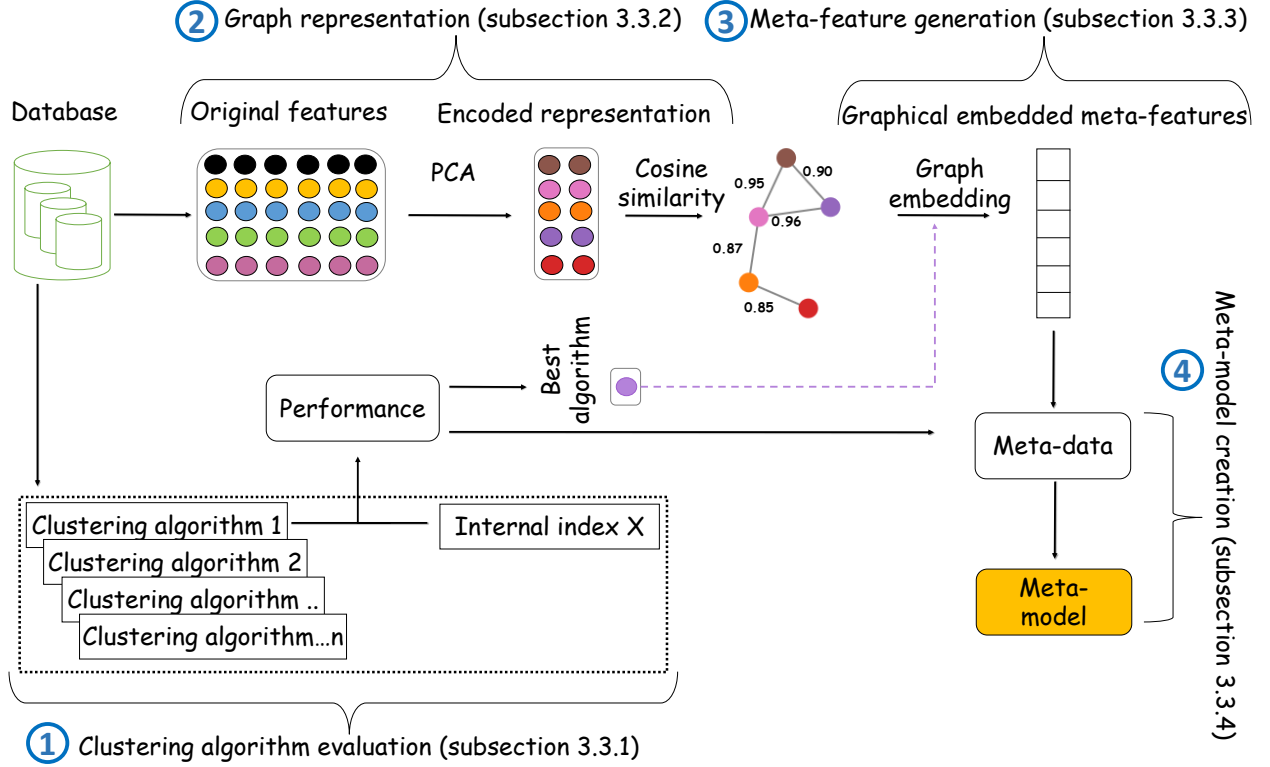 2 Graph representation (subsection 3.3.2)
3 Meta-feature generation (subsection 3.3.3)
Database
Original features
Encoded representation
Graphical embedded meta-features
PCA
Cosine
similarity
0.90
0.95
0.96
0.87
0.85
Graph
embedding
Best
algorithm
Performance
Meta-data
Meta-
model
4
Meta-model creation (subsection 3.3.4)
Clustering algorithm 1
Clustering algorithm 2
Clustering algorithm ..
Clustering algorithm...n
Internal index X
1 Clustering algorithm evaluation (subsection 3.3.1)